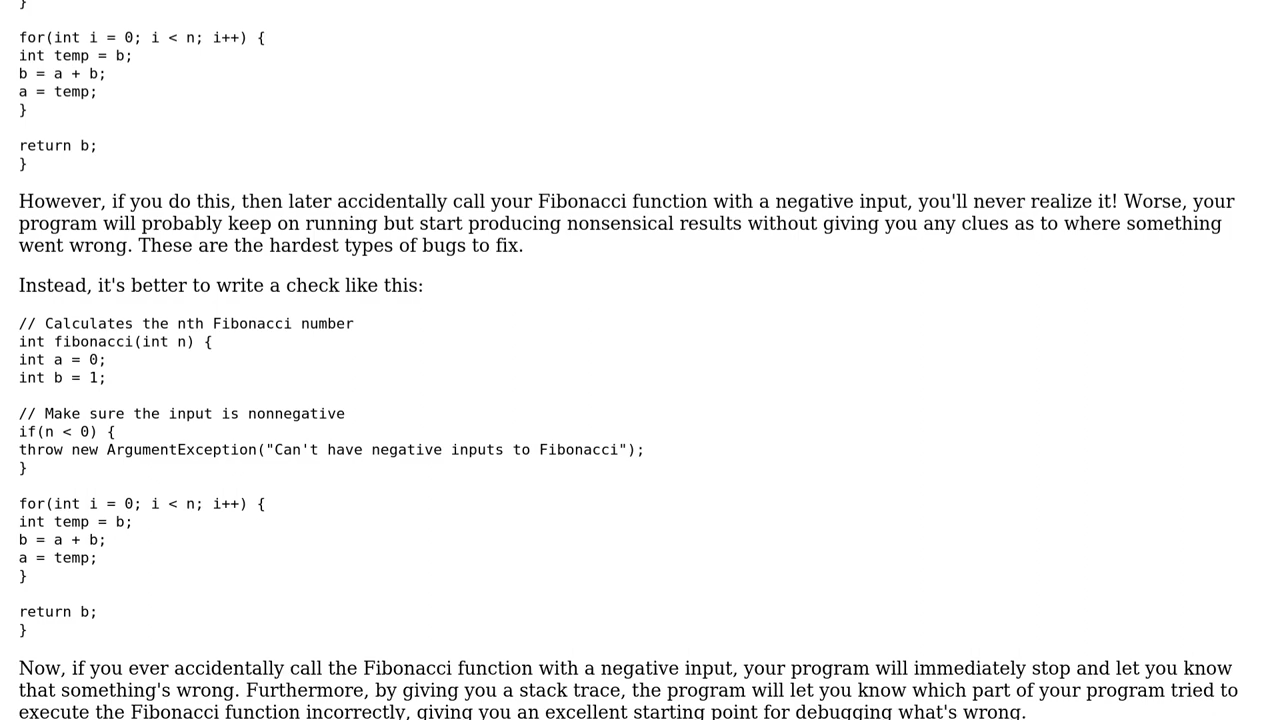 }
for(int i = 0; i < n; i++) {
int temp = b;
b = a + b;
a = temp;
}
return b;
}
However, if you do this, then later accidentally call your Fibonacci function with a negative input, you'll never realize it! Worse, your
program will probably keep on running but start producing nonsensical results without giving you any clues as to where something
went wrong. These are the hardest types of bugs to fix.
Instead, it's better to write a check like this:
// Calculates the nth Fibonacci number
int fibonacci(int n) {
int a = 0;
int b = 1;
// Make sure the input is nonnegative
if(n < 0) {
throw new ArgumentException("Can't have negative inputs to Fibonacci");
}
for(int i = 0; i < n; i++) {
int temp = b;
b = a + b;
a = temp;
}
return b;
}
Now, if you ever accidentally call the Fibonacci function with a negative input, your program will immediately stop and let you know
that something's wrong. Furthermore, by giving you a stack trace, the program will let you know which part of your program tried to
execute the Fibonacci function incorrectly, giving you an excellent starting point for debugging what's wrong.